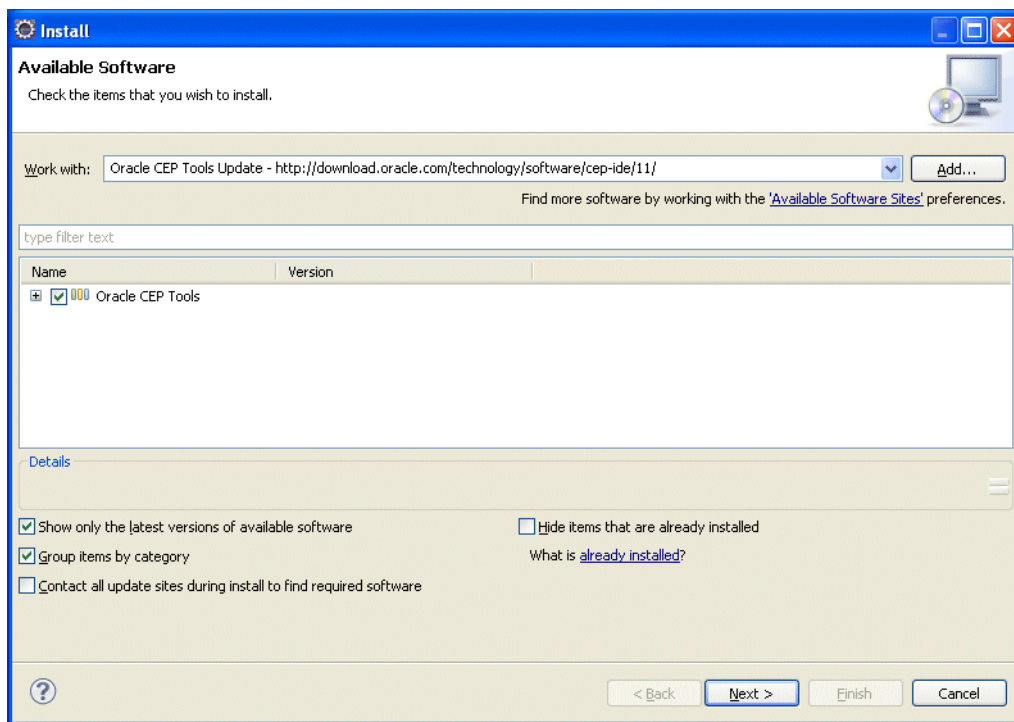 Install
Available Software
Check the items that you wish to install.
Work with: Oracle CEP Tools Update - http://download.oracle.com/technology/software/cep-ide/11/ Add...
Find more software by working with the 'Available Software Sites' preferences.
type filter text
Name Version
Oracle CEP Tools
Details
Show only the latest versions of available software Hide items that are already installed
Group items by category What is already installed?
Contact all update sites during install to find required software
? < Back Next > Finish Cancel